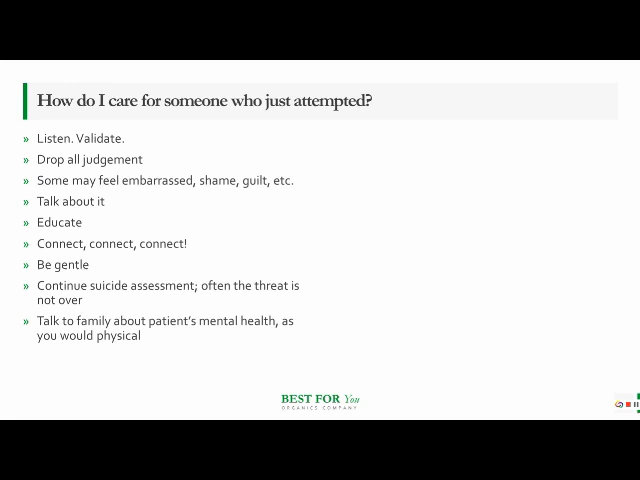 How do I care for someone who just attempted?
» Listen. Validate.
» Drop all judgement
» Some may feel embarrassed, shame, guilt, etc.
» Talk about it
» Educate
» Connect, connect, connect!
» Be gentle
» Continue suicide assessment; often the threat is
not over
» Talk to family about patient's mental health, as
you would physical
BEST FOR You
ORGANICS COMPANY